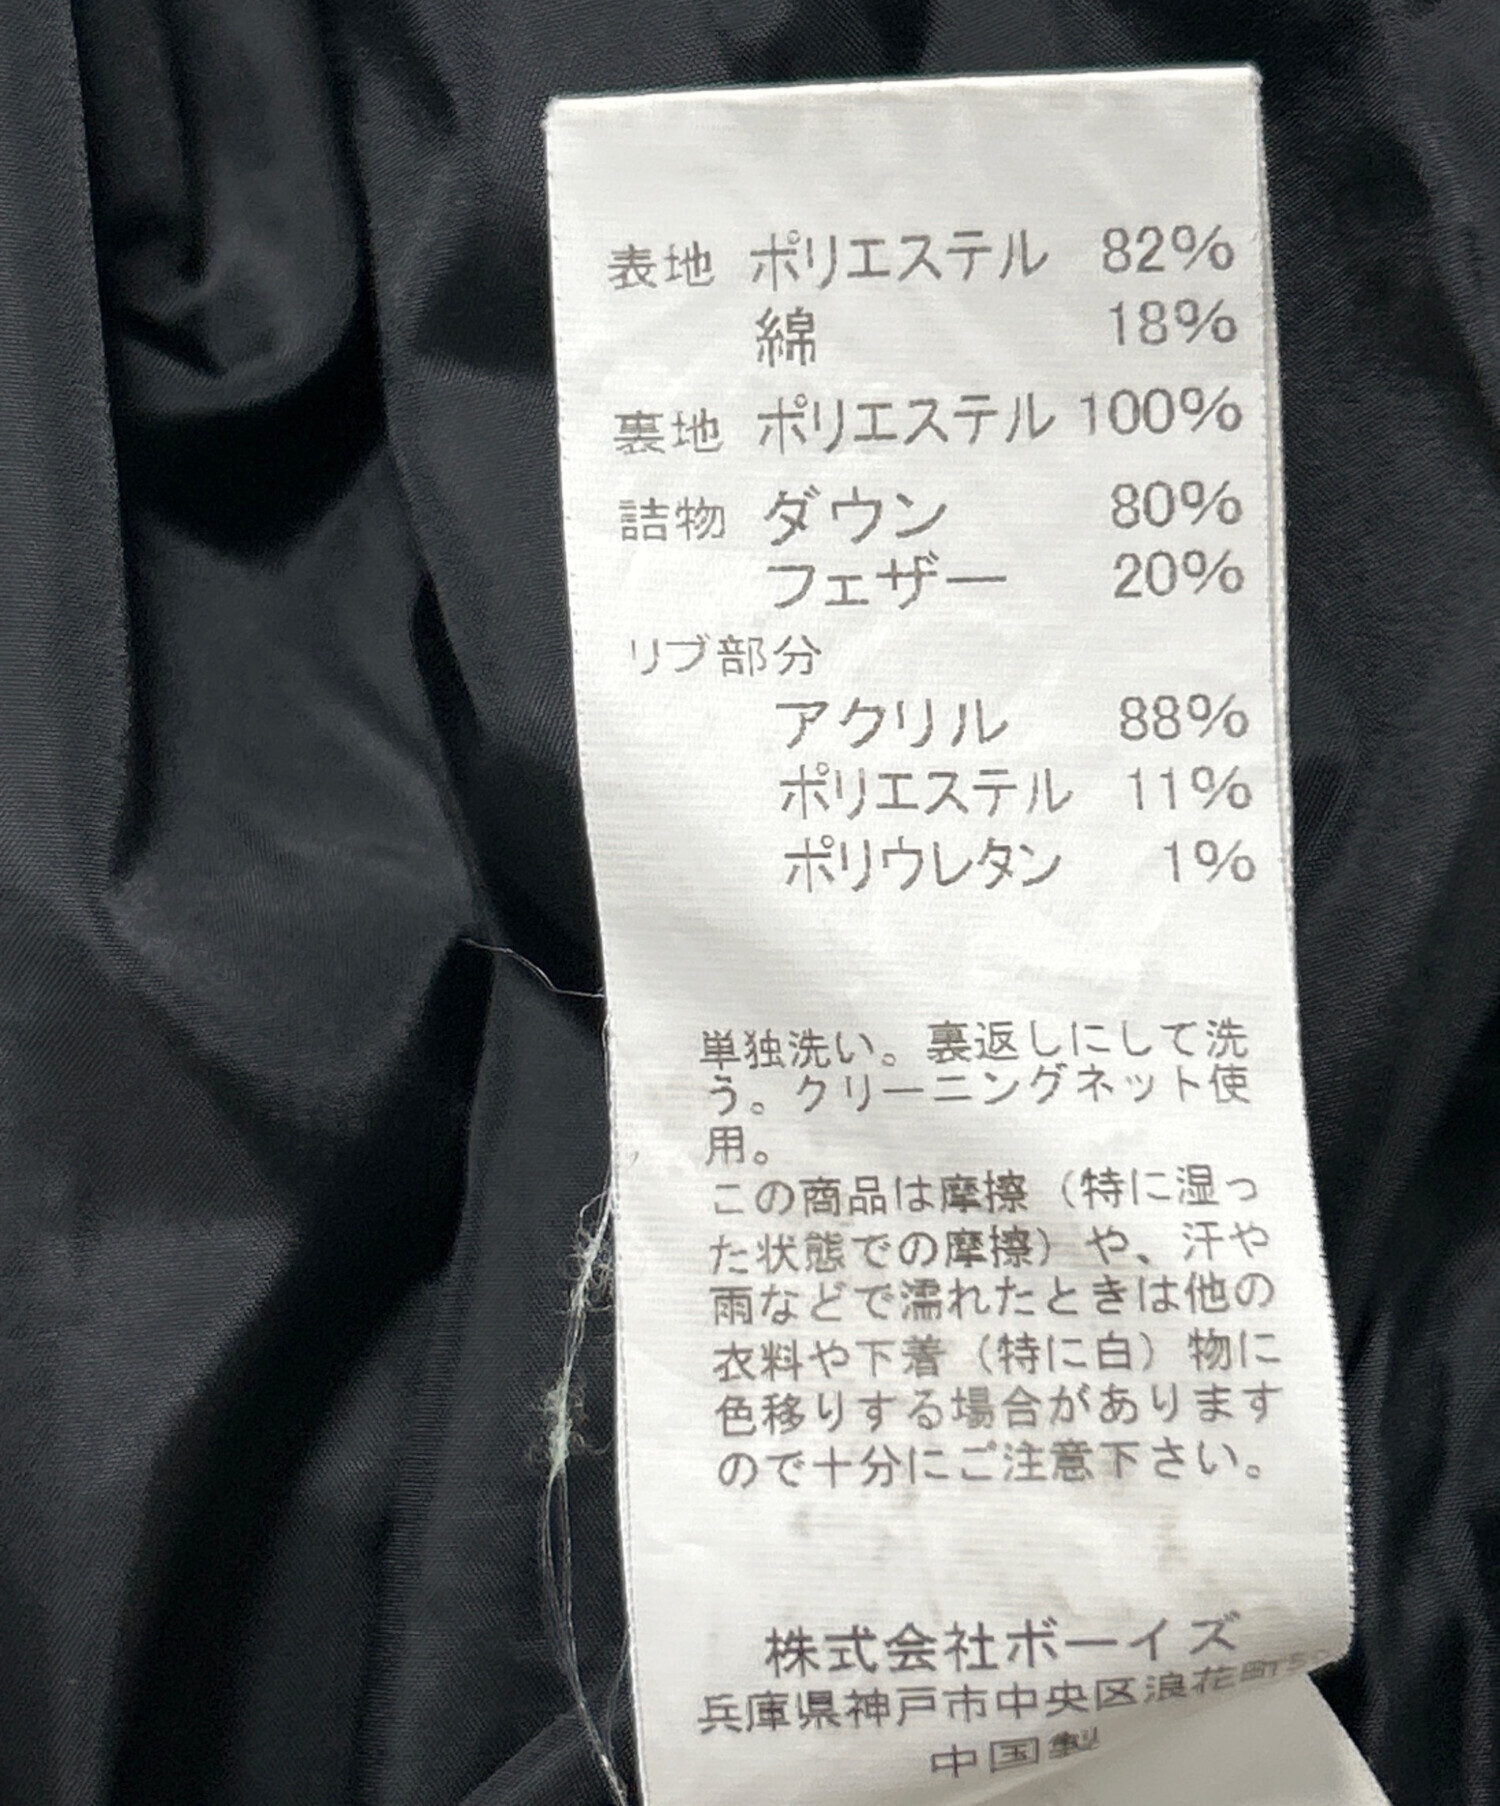 表地 ポリエステル 82%
綿 18%
裏地 ポリエステル 100%
詰物 ダウン 80%
フェザー 20%
リブ部分
アクリル 88%
ポリエステル 11%
ポリウレタン 1%
単独洗い。裏返しにして洗
う。クリーニングネット使
用。
この商品は摩擦（特に湿っ
た状態での摩擦）や、汗や
雨などで濡れたときは他の
衣料や下着（特に白）物に
色移りする場合があります
ので十分にご注意下さい。
株式会社ボーイズ
兵庫県神戸市中央区浪花町
中国製